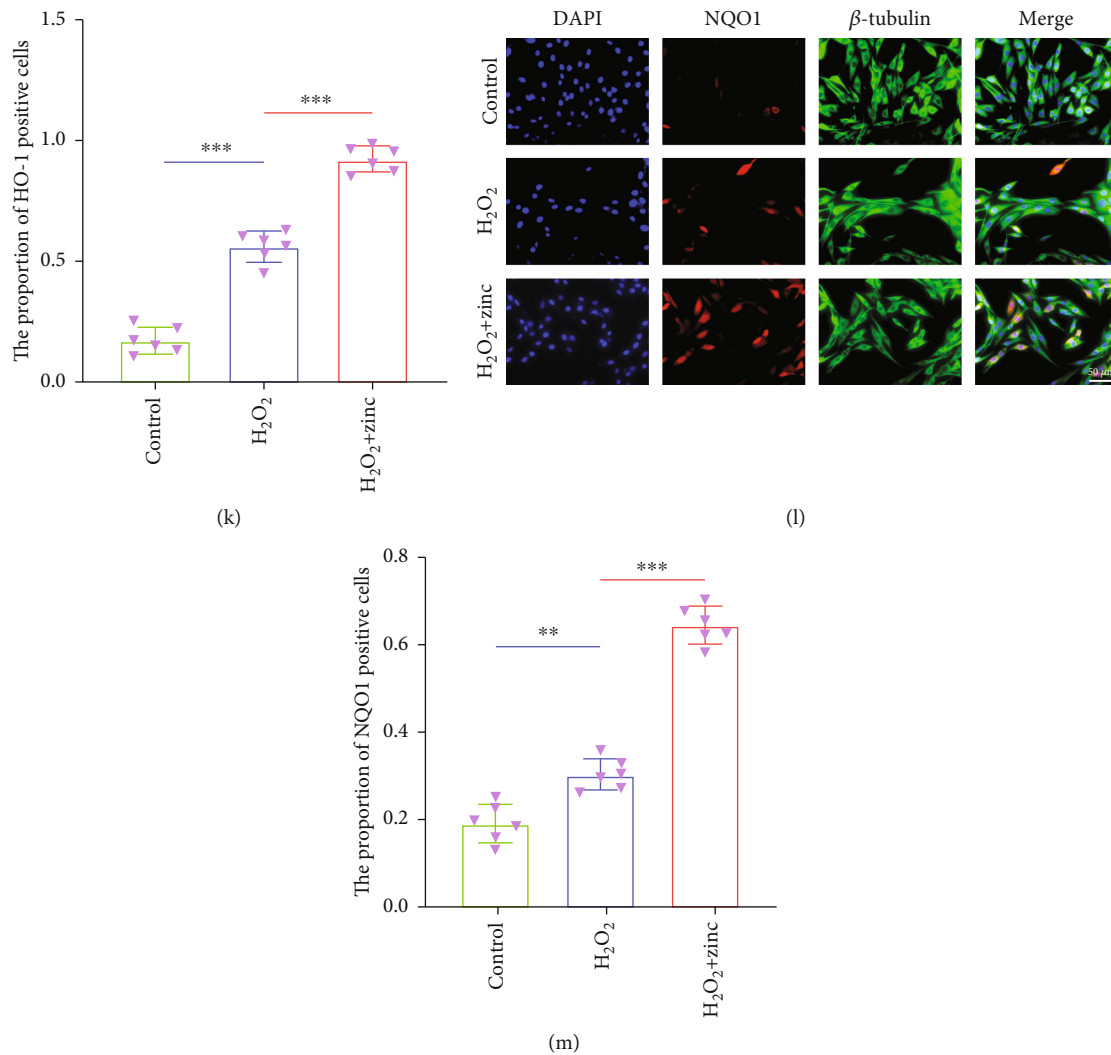 The proportion of HO-1 positive cells
1.5
1.0
0.5
0.0
***
***
Control
H₂O₂
H₂O₂+zinc
(k)
DAPI NQO1 β-tubulin Merge
Control
H₂O₂
H₂O₂+zinc
50 μm
(l)
The proportion of NQO1 positive cells
0.8
0.6
0.4
0.2
0.0
**
***
Control
H₂O₂
H₂O₂+zinc
(m)